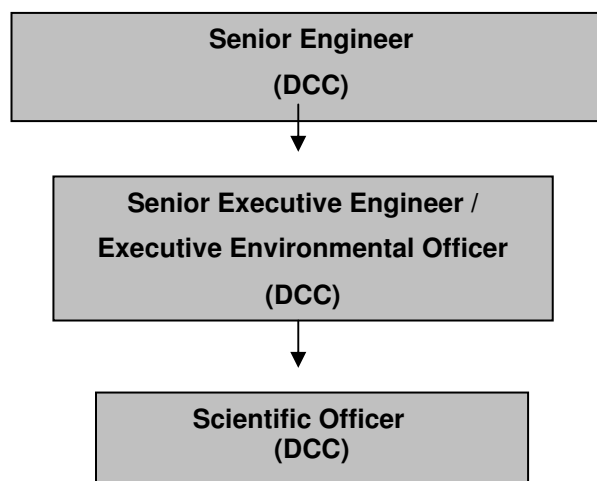 Senior Engineer
(DCC)
Senior Executive Engineer /
Executive Environmental Officer
(DCC)
Scientific Officer
(DCC)